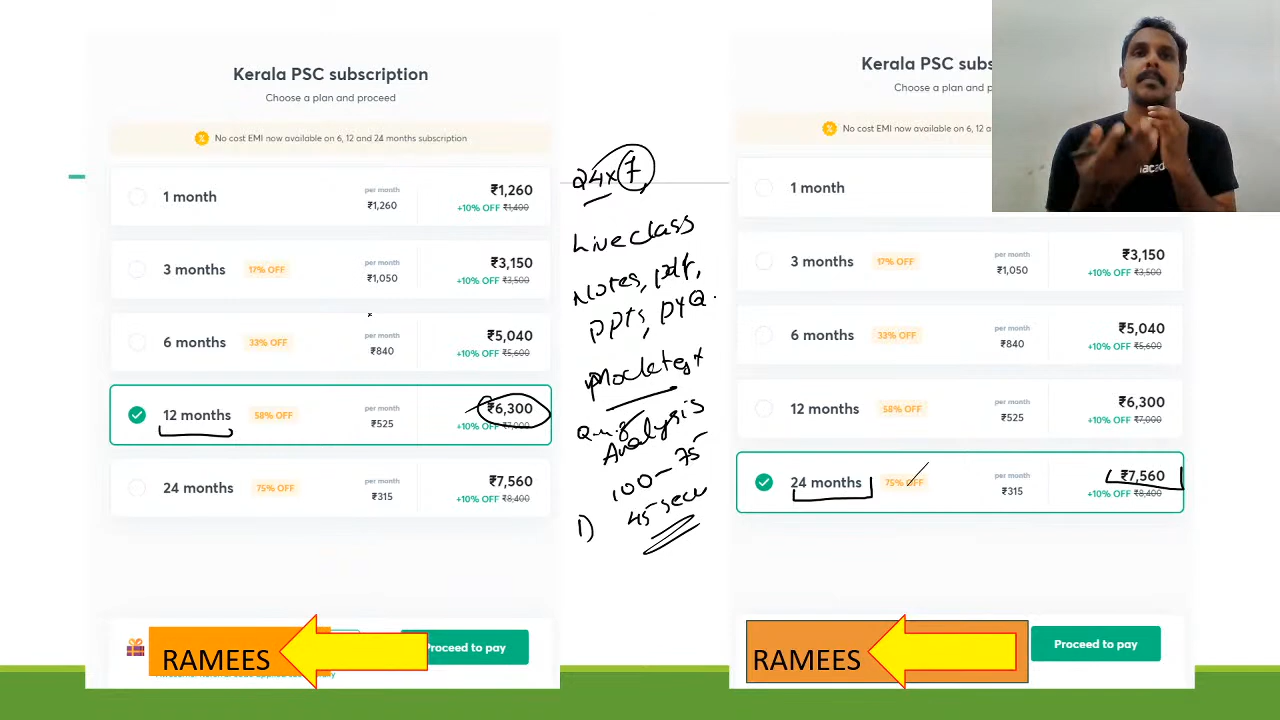 Kerala PSC subscription
Choose a plan and proceed
No cost EMI now available on 6, 12 and 24 months subscription
1 month
per month
₹1,260
₹1,260
+10% OFF ₹1,400
3 months
17% OFF
per month
₹1,050
₹3,150
+10% OFF ₹3,500
6 months
33% OFF
per month
₹840
₹5,040
+10% OFF ₹5,600
12 months
58% OFF
per month
₹525
₹6,300
+10% OFF ₹7,000
24 months
75% OFF
per month
₹315
₹7,560
+10% OFF ₹8,400
RAMEES
Proceed to pay
24x7
Live class
Notes, pdf,
ppts, PYQ.
Mocktest
Quiz
Analysis
100-75
1) 45 sec
Kerala PSC subs
Choose a plan and p
No cost EMI now available on 6, 12 a
1 month
3 months
17% OFF
per month
₹1,050
₹3,150
+10% OFF ₹3,500
6 months
33% OFF
per month
₹840
₹5,040
+10% OFF ₹5,600
12 months
58% OFF
per month
₹525
₹6,300
+10% OFF ₹7,000
24 months
75% OFF
per month
₹315
₹7,560
+10% OFF ₹8,400
RAMEES
Proceed to pay